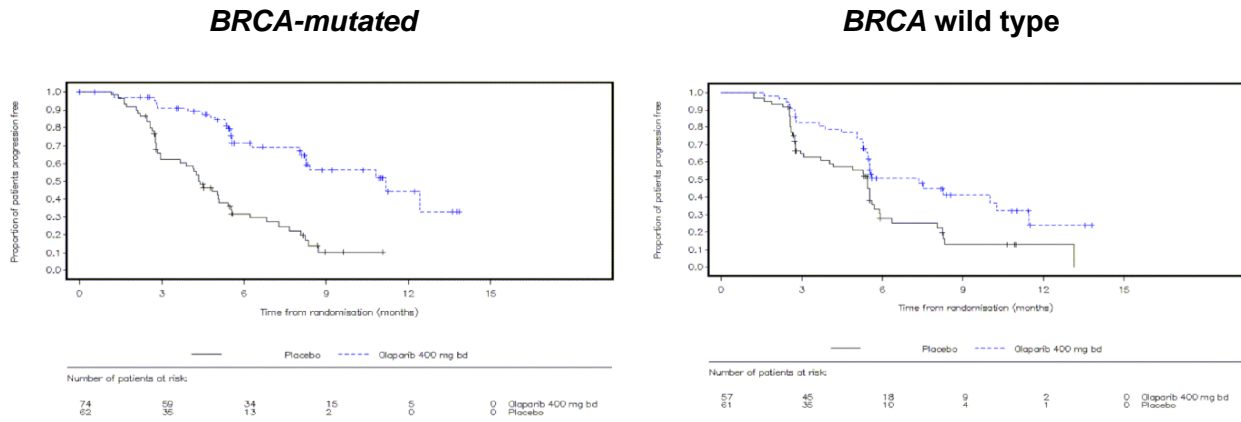 BRCA-mutated
Proportion of patients progression free
1.0
0.9
0.8
0.7
0.6
0.5
0.4
0.3
0.2
0.1
0.0
0 3 6 9 12 15
Time from randomisation (months)
Placebo Olaparib 400 mg bd
Number of patients at risk:
74 59 34 15 5 0 Olaparib 400 mg bd
62 35 13 2 0 0 Placebo
BRCA wild type
Proportion of patients progression free
1.0
0.9
0.8
0.7
0.6
0.5
0.4
0.3
0.2
0.1
0.0
0 3 6 9 12 15
Time from randomisation (months)
Placebo Olaparib 400 mg bd
Number of patients at risk:
57 45 18 9 2 0 Olaparib 400 mg bd
61 35 10 4 1 0 Placebo